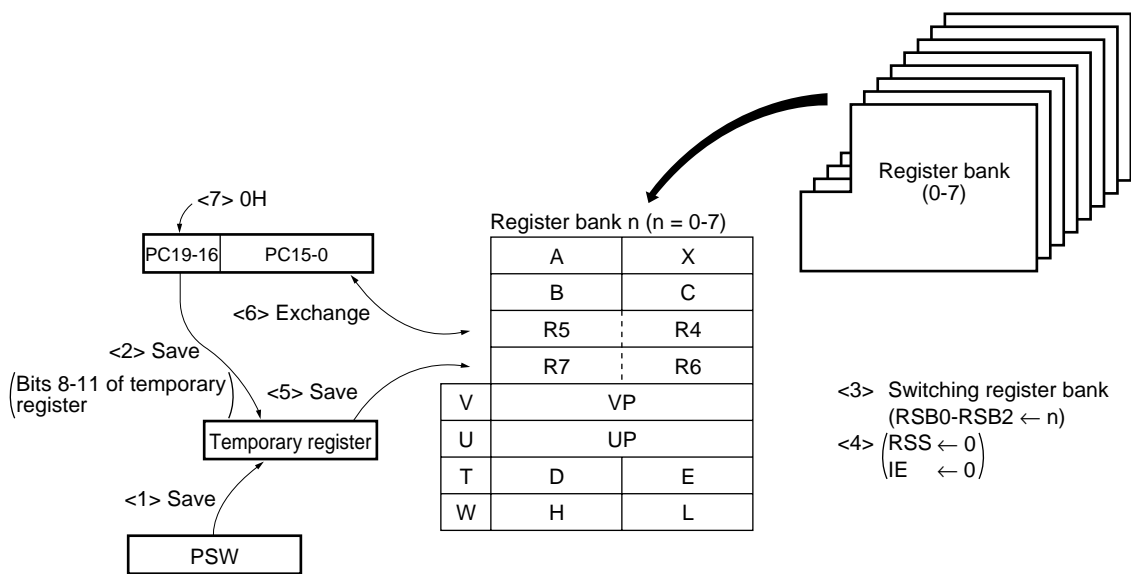 Register bank
(0-7)
<7> 0H
PC19-16 PC15-0
<6> Exchange
<2> Save
(Bits 8-11 of temporary
register)
<5> Save
Temporary register
<1> Save
PSW
Register bank n (n = 0-7)
A X
B C
R5 R4
R7 R6
V VP
U UP
T D E
W H L
<3> Switching register bank
(RSB0-RSB2 ← n)
<4> (RSS ← 0
IE ← 0)